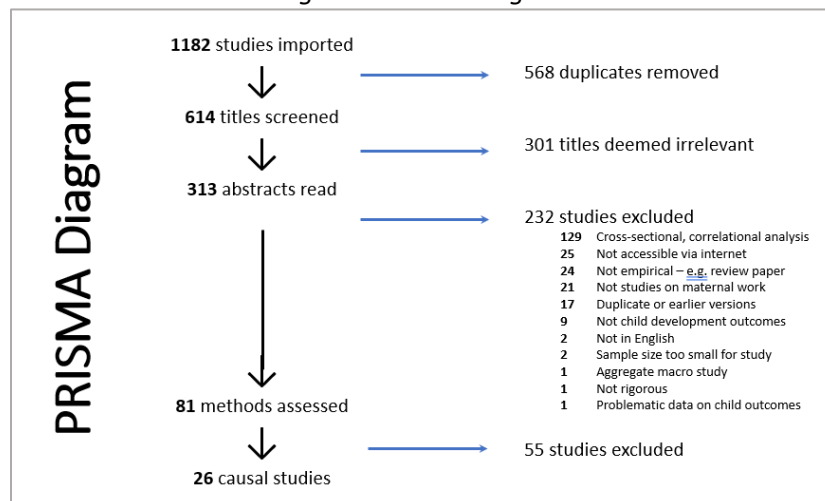 PRISMA Diagram
1182 studies imported
568 duplicates removed
614 titles screened
301 titles deemed irrelevant
313 abstracts read
232 studies excluded
129 Cross-sectional, correlational analysis
25 Not accessible via internet
24 Not empirical – e.g. review paper
21 Not studies on maternal work
17 Duplicate or earlier versions
9 Not child development outcomes
2 Not in English
2 Sample size too small for study
1 Aggregate macro study
1 Not rigorous
1 Problematic data on child outcomes
81 methods assessed
55 studies excluded
26 causal studies